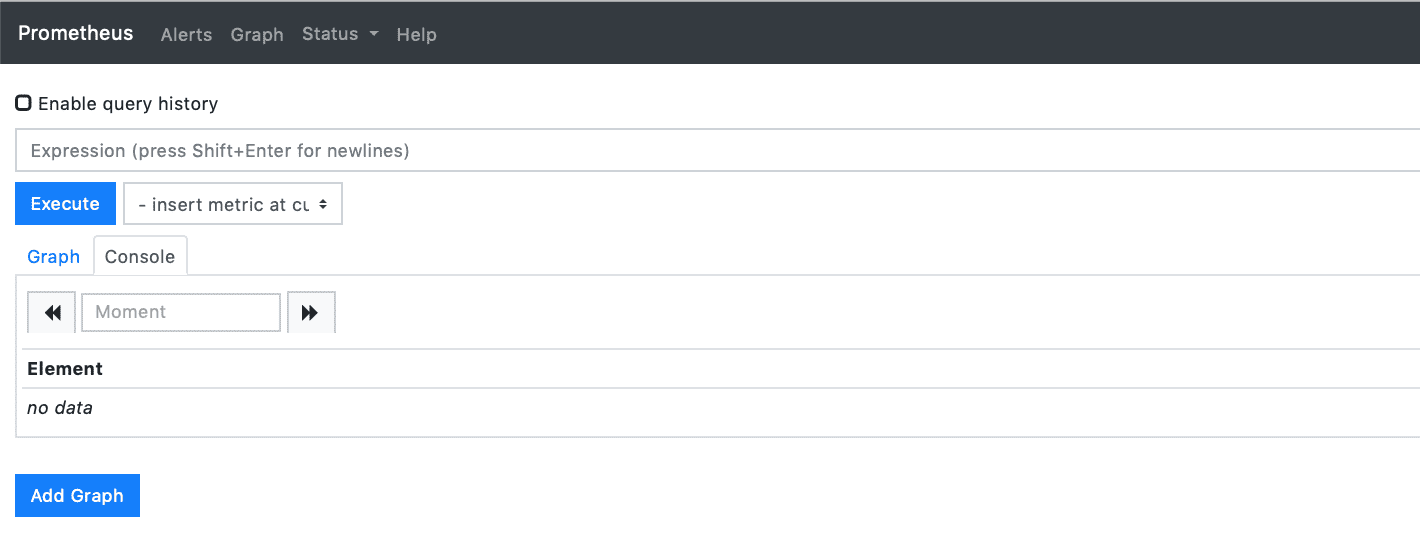 Prometheus Alerts Graph Status Help
Enable query history
Expression (press Shift+Enter for newlines)
Execute - insert metric at cu
Graph Console
Moment
Element
no data
Add Graph